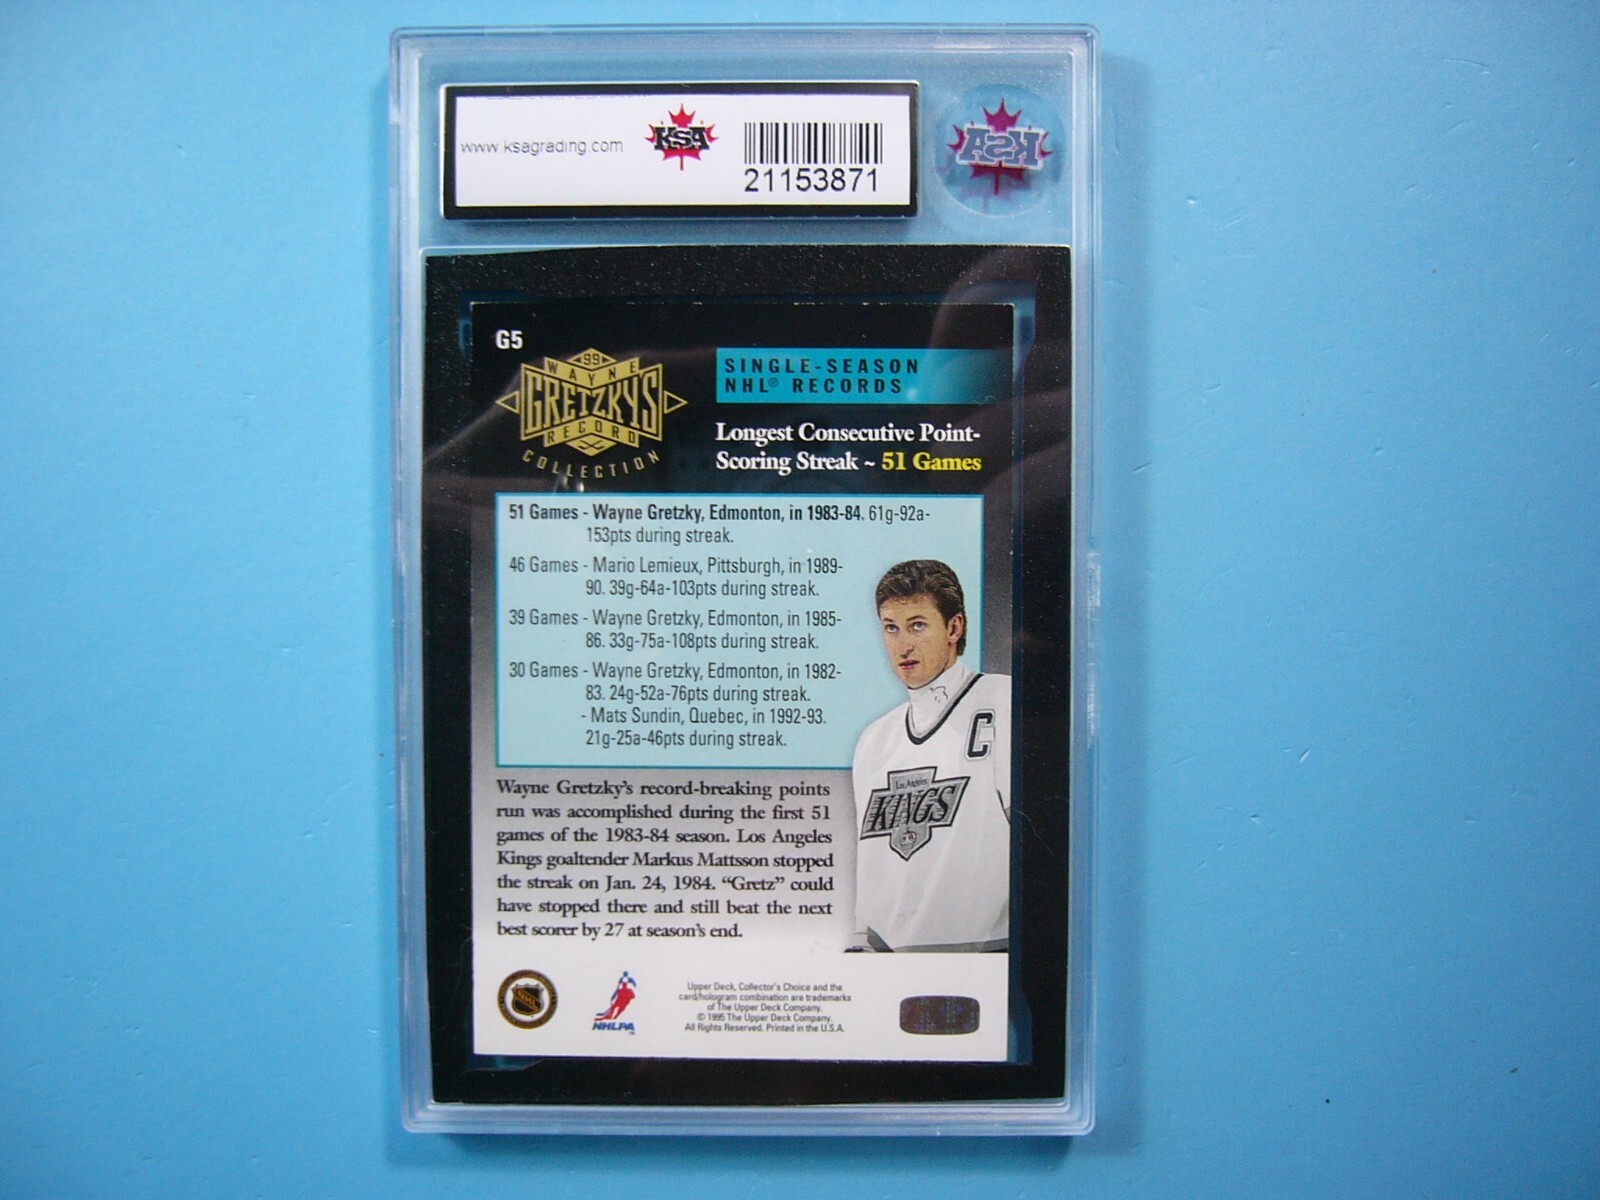 www.ksagrading.com
KSA
21153871
KSA
G5
99
WAYNE
GRETZKY'S
RECORD
COLLECTION
SINGLE-SEASON
NHL® RECORDS
Longest Consecutive Point-
Scoring Streak ~ 51 Games
51 Games - Wayne Gretzky, Edmonton, in 1983-84. 61g-92a-
153pts during streak.
46 Games - Mario Lemieux, Pittsburgh, in 1989-
90. 39g-64a-103pts during streak.
39 Games - Wayne Gretzky, Edmonton, in 1985-
86. 33g-75a-108pts during streak.
30 Games - Wayne Gretzky, Edmonton, in 1982-
83. 24g-52a-76pts during streak.
- Mats Sundin, Quebec, in 1992-93.
21g-25a-46pts during streak.
C
Los Angeles
KINGS
Wayne Gretzky's record-breaking points
run was accomplished during the first 51
games of the 1983-84 season. Los Angeles
Kings goaltender Markus Mattsson stopped
the streak on Jan. 24, 1984. "Gretz" could
have stopped there and still beat the next
best scorer by 27 at season's end.
NHL
NHLPA
Upper Deck, Collector's Choice and the
card/hologram combination are trademarks
of The Upper Deck Company.
© 1995 The Upper Deck Company.
All Rights Reserved. Printed in the U.S.A.